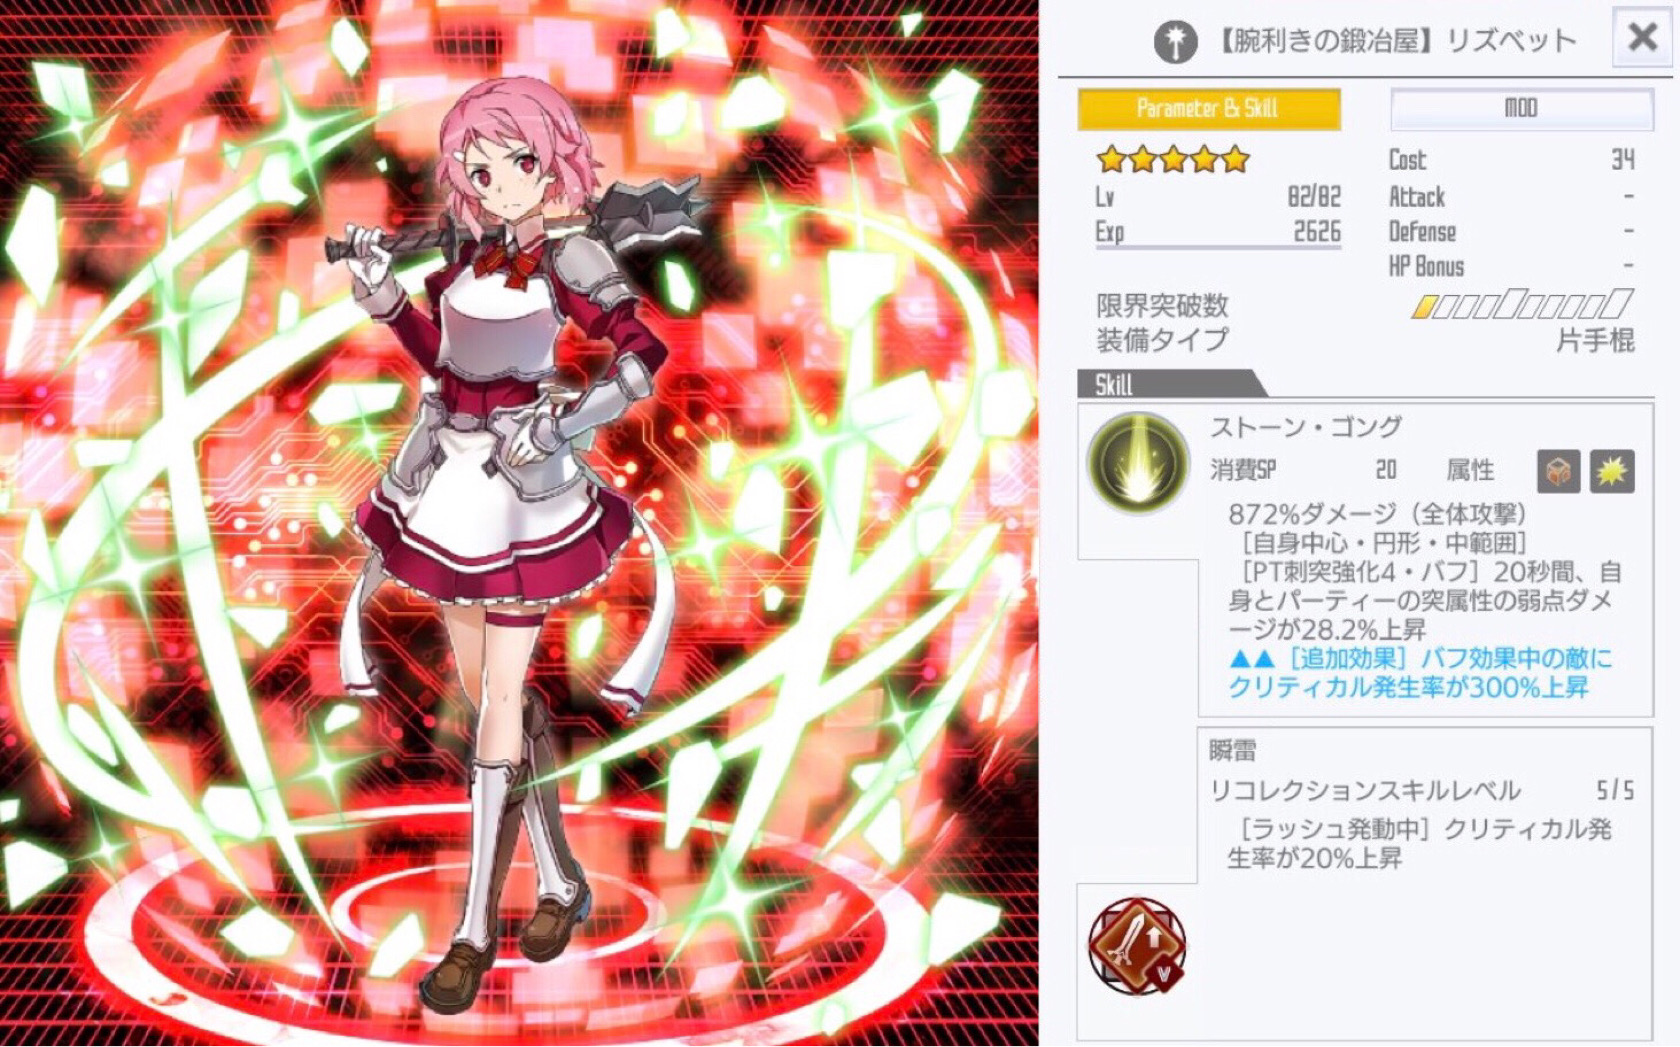 【腕利きの鍛冶屋】リズベット
Parameter & Skill
MOD
Cost 34
Lv 82/82
Attack -
Exp 2626
Defense -
HP Bonus -
限界突破数
装備タイプ 片手棍
Skill
ストーン・ゴング
消費SP 20 属性
872%ダメージ（全体攻撃）
［自身中心・円形・中範囲］
［PT刺突強化4・バフ］20秒間、自
身とパーティーの突属性の弱点ダメ
ージが28.2%上昇
▲▲［追加効果］バフ効果中の敵に
クリティカル発生率が300%上昇
瞬雷
リコレクションスキルレベル 5/5
［ラッシュ発動中］クリティカル発
生率が20%上昇
V